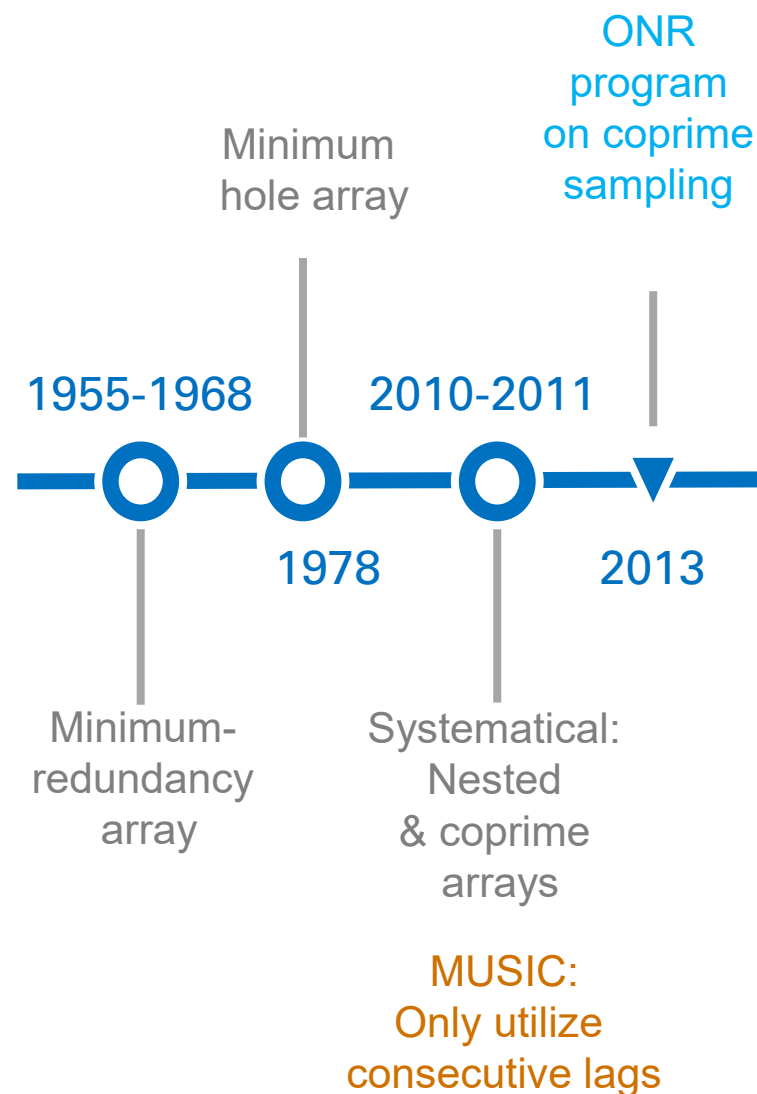 ONR
program
on coprime
sampling
Minimum
hole array
1955-1968
2010-2011
1978
2013
Minimum-
redundancy
array
Systematical:
Nested
& coprime
arrays
MUSIC:
Only utilize
consecutive lags